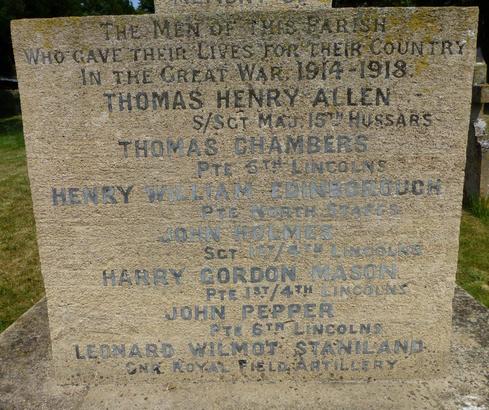 THE MEN OF THIS PARISH
WHO GAVE THEIR LIVES FOR THEIR COUNTRY
IN THE GREAT WAR. 1914-1918.
THOMAS HENRY ALLEN
S/SGT MAJ. 15TH HUSSARS
THOMAS CHAMBERS
PTE 6TH LINCOLNS
HENRY WILLIAM EDINBOROUGH
PTE NORTH STAFFS
JOHN HOLMES
SGT 1ST/4TH LINCOLNS
HARRY GORDON MASON
PTE 1ST/4TH LINCOLNS
JOHN PEPPER
PTE 6TH LINCOLNS
LEONARD WILMOT STANILAND
GNR ROYAL FIELD ARTILLERY